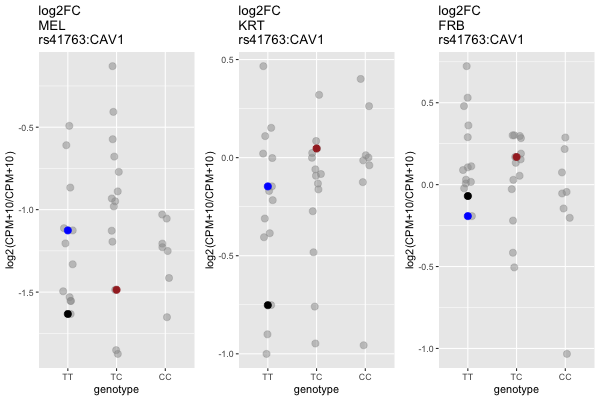 log2FC
MEL
rs41763:CAV1
log2(CPM+10/CPM+10)
-0.5
-1.0
-1.5
TT TC CC
genotype
log2FC
KRT
rs41763:CAV1
log2(CPM+10/CPM+10)
0.5
0.0
-0.5
-1.0
TT TC CC
genotype
log2FC
FRB
rs41763:CAV1
log2(CPM+10/CPM+10)
0.5
0.0
-0.5
-1.0
TT TC CC
genotype